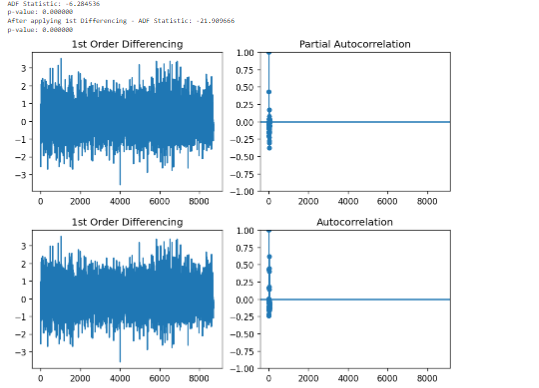 ADF Statistic: -6.284536
p-value: 0.000000
After applying 1st Differencing - ADF Statistic: -21.909666
p-value: 0.000000
1st Order Differencing
Partial Autocorrelation
3
2
1
0
−1
−2
−3
0 2000 4000 6000 8000
1.00
0.75
0.50
0.25
0.00
−0.25
−0.50
−0.75
−1.00
0 2000 4000 6000 8000
1st Order Differencing
Autocorrelation
3
2
1
0
−1
−2
−3
0 2000 4000 6000 8000
1.00
0.75
0.50
0.25
0.00
−0.25
−0.50
−0.75
−1.00
0 2000 4000 6000 8000